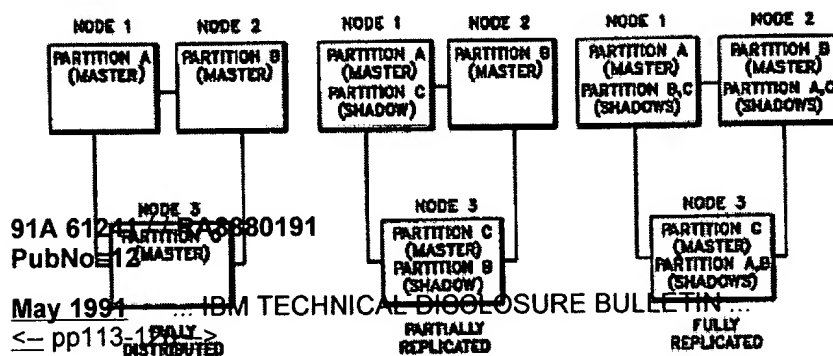 NODE 1
NODE 2
PARTITION A
(MASTER)
PARTITION B
(MASTER)
NODE 3
(MASTER)
FULLY
DISTRIBUTED
NODE 1
NODE 2
PARTITION A
(MASTER)
PARTITION C
(SHADOW)
PARTITION B
(MASTER)
NODE 3
PARTITION C
(MASTER)
PARTITION B
(SHADOW)
PARTIALLY
REPLICATED
NODE 1
NODE 2
PARTITION A
(MASTER)
PARTITION B,C
(SHADOWS)
PARTITION B
(MASTER)
PARTITION A,C
(SHADOWS)
NODE 3
PARTITION C
(MASTER)
PARTITION A,B
(SHADOWS)
FULLY
REPLICATED
91A 61241
PubNo=12
May 1991 ... IBM TECHNICAL DISCLOSURE BULLETIN ...